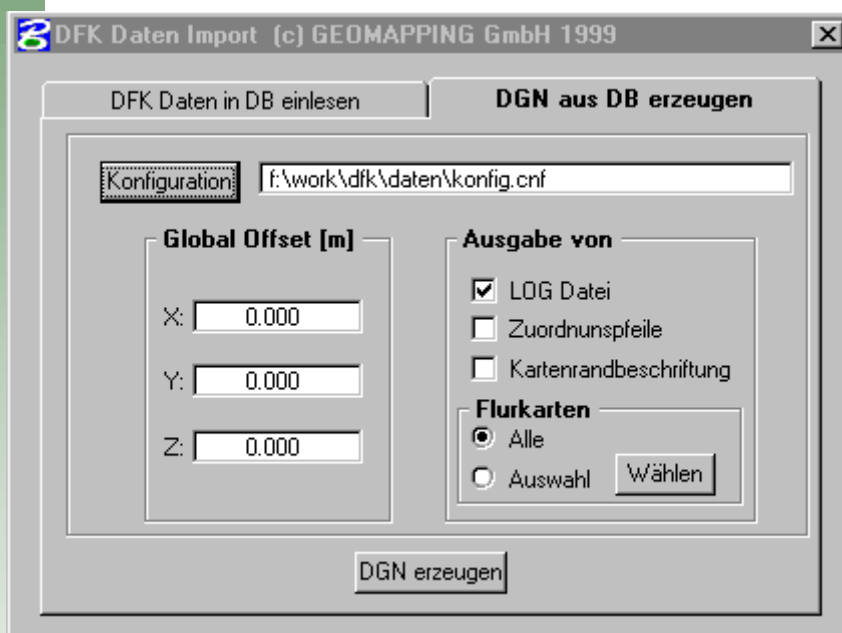 DFK Daten Import (c) GEOMAPPING GmbH 1999
DFK Daten in DB einlesen
DGN aus DB erzeugen
Konfiguration
f:\work\dfk\daten\konfig.cnf
Global Offset [m]
X: 0.000
Y: 0.000
Z: 0.000
Ausgabe von
LOG Datei
Zuordnunspfeile
Kartenrandbeschriftung
Flurkarten
Alle
Auswahl
Wählen
DGN erzeugen